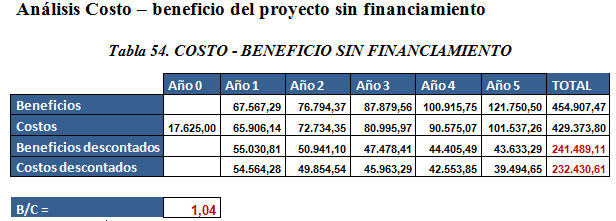 Análisis Costo – beneficio del proyecto sin financiamiento
Tabla 54. COSTO - BENEFICIO SIN FINANCIAMIENTO
Año 0 Año 1 Año 2 Año 3 Año 4 Año 5 TOTAL
Beneficios 67.567,29 76.794,37 87.879,56 100.915,75 121.750,50 454.907,47
Costos 17.625,00 65.906,14 72.734,35 80.995,97 90.575,07 101.537,26 429.373,80
Beneficios descontados 55.030,81 50.941,10 47.478,41 44.405,49 43.633,29 241.489,11
Costos descontados 54.564,28 49.854,54 45.963,29 42.553,85 39.494,65 232.430,61
B/C = 1,04